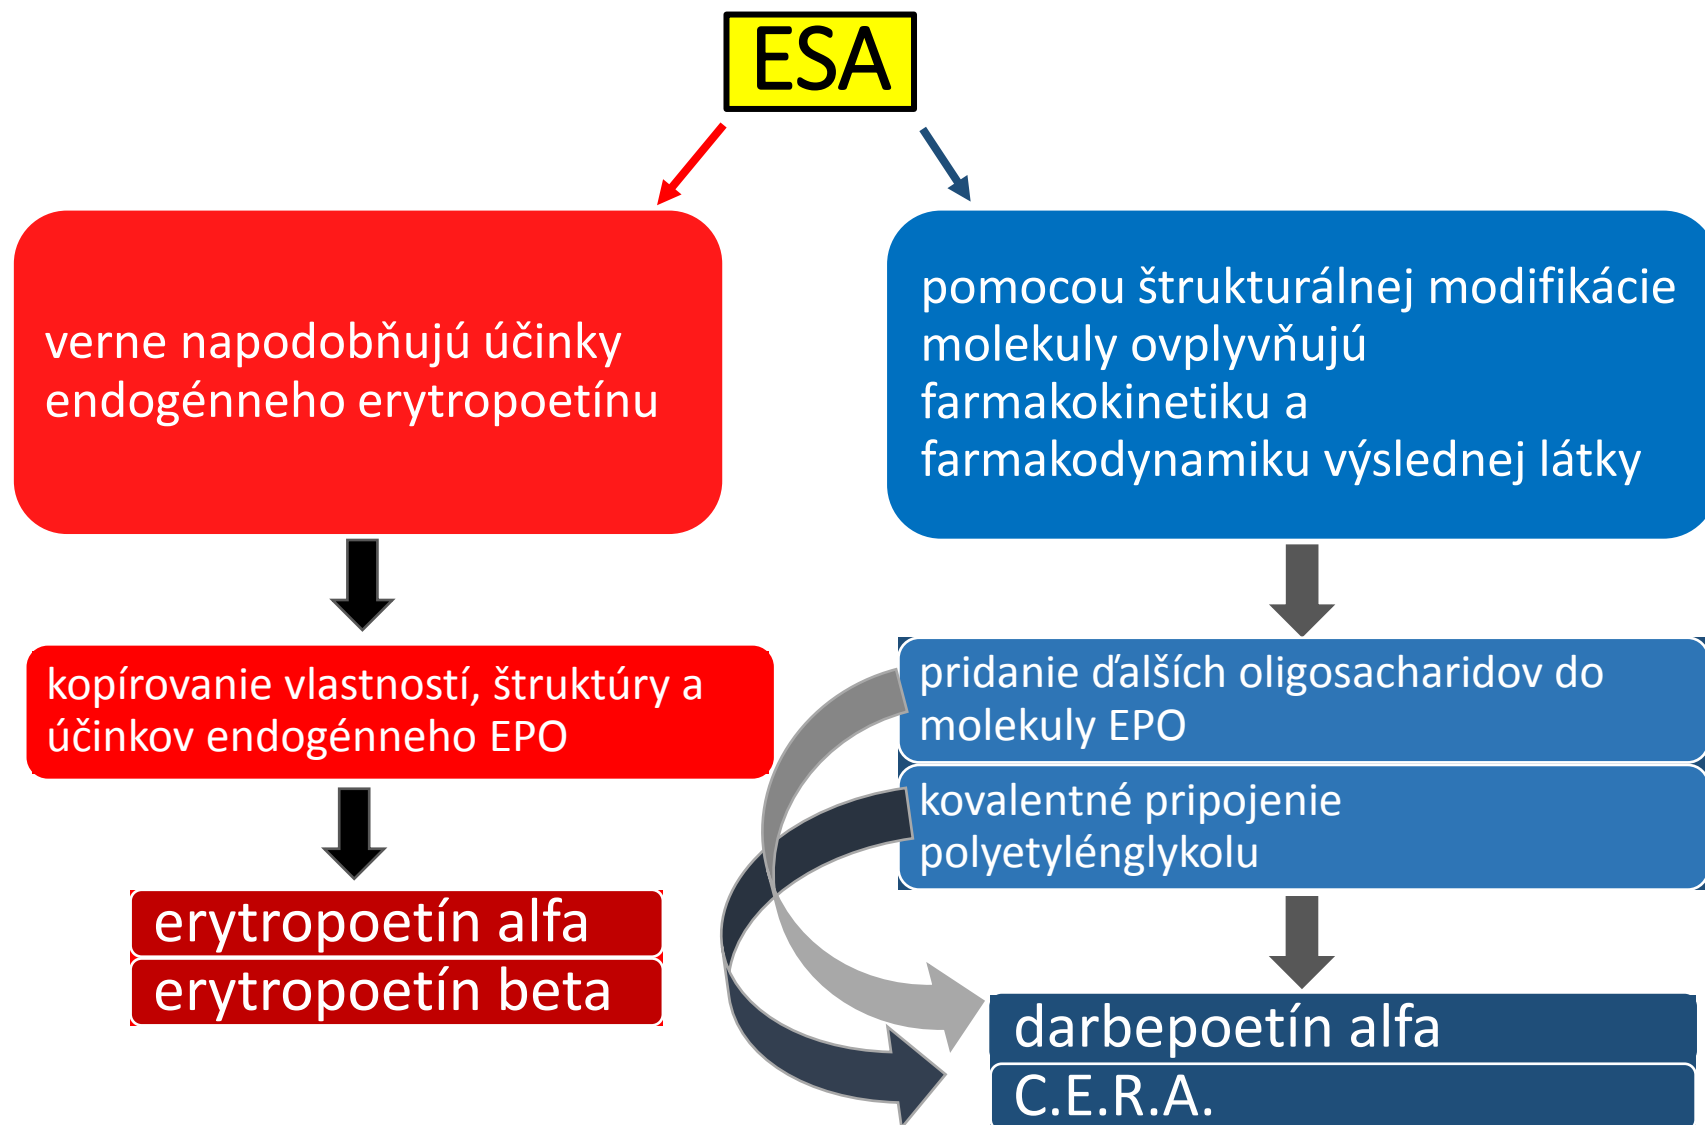 ESA
verne napodobňujú účinky
endogénneho erytropoetínu
pomocou štrukturálnej modifikácie
molekuly ovplyvňujú
farmakokinetiku a
farmakodynamiku výslednej látky
kopírovanie vlastností, štruktúry a
účinkov endogénneho EPO
pridanie ďalších oligosacharidov do
molekuly EPO
kovalentné pripojenie
polyetylénglykolu
erytropoetín alfa
erytropoetín beta
darbepoetín alfa
C.E.R.A.